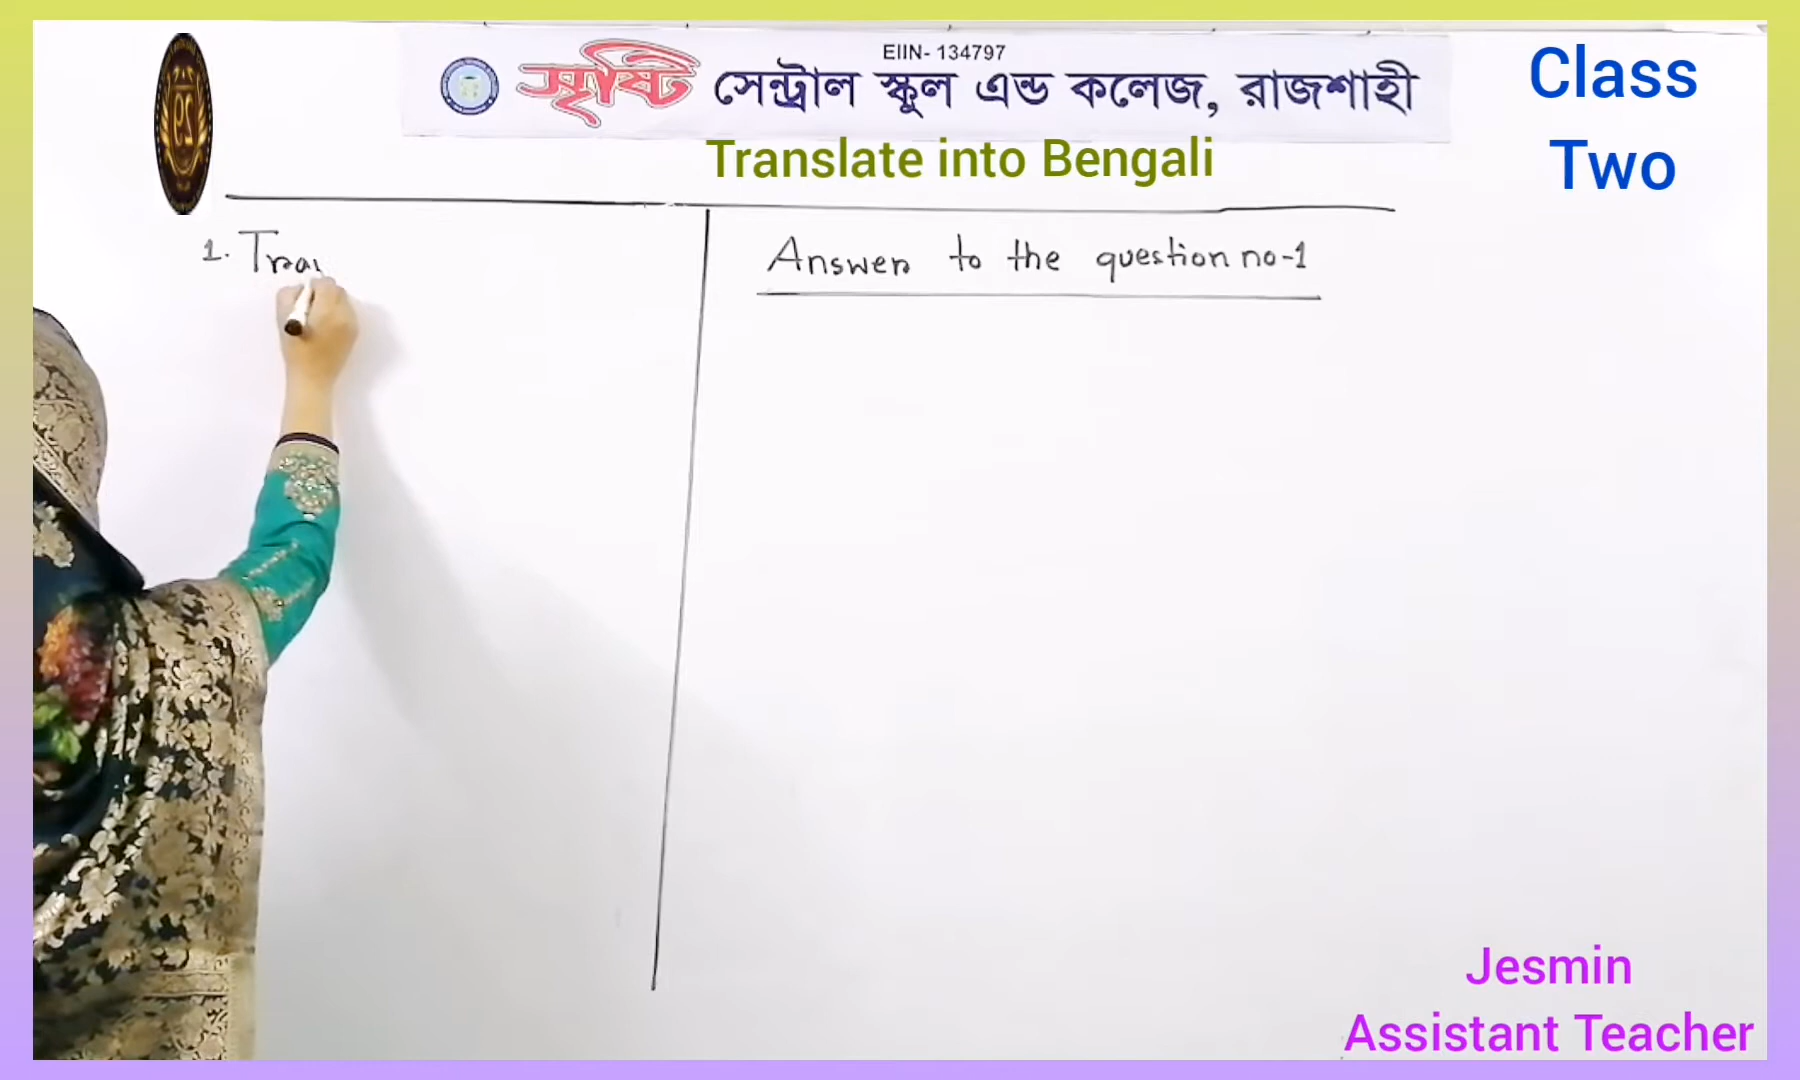 EIIN- 134797
সৃষ্টি সেন্ট্রাল স্কুল এন্ড কলেজ, রাজশাহী
Class
Two
Translate into Bengali
1. Tran
Answer to the question no-1
Jesmin
Assistant Teacher